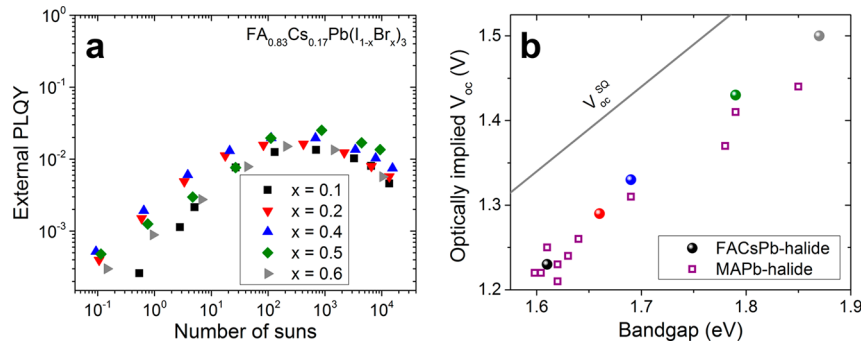 a
FA0.83Cs0.17Pb(I1-xBrx)3
External PLQY
10^0
10^-1
10^-2
10^-3
x = 0.1
x = 0.2
x = 0.4
x = 0.5
x = 0.6
10^-1 10^0 10^1 10^2 10^3 10^4
Number of suns
b
Optically implied Voc (V)
1.5
1.4
1.3
1.2
Voc^SQ
FACsPb-halide
MAPb-halide
1.6 1.7 1.8 1.9
Bandgap (eV)